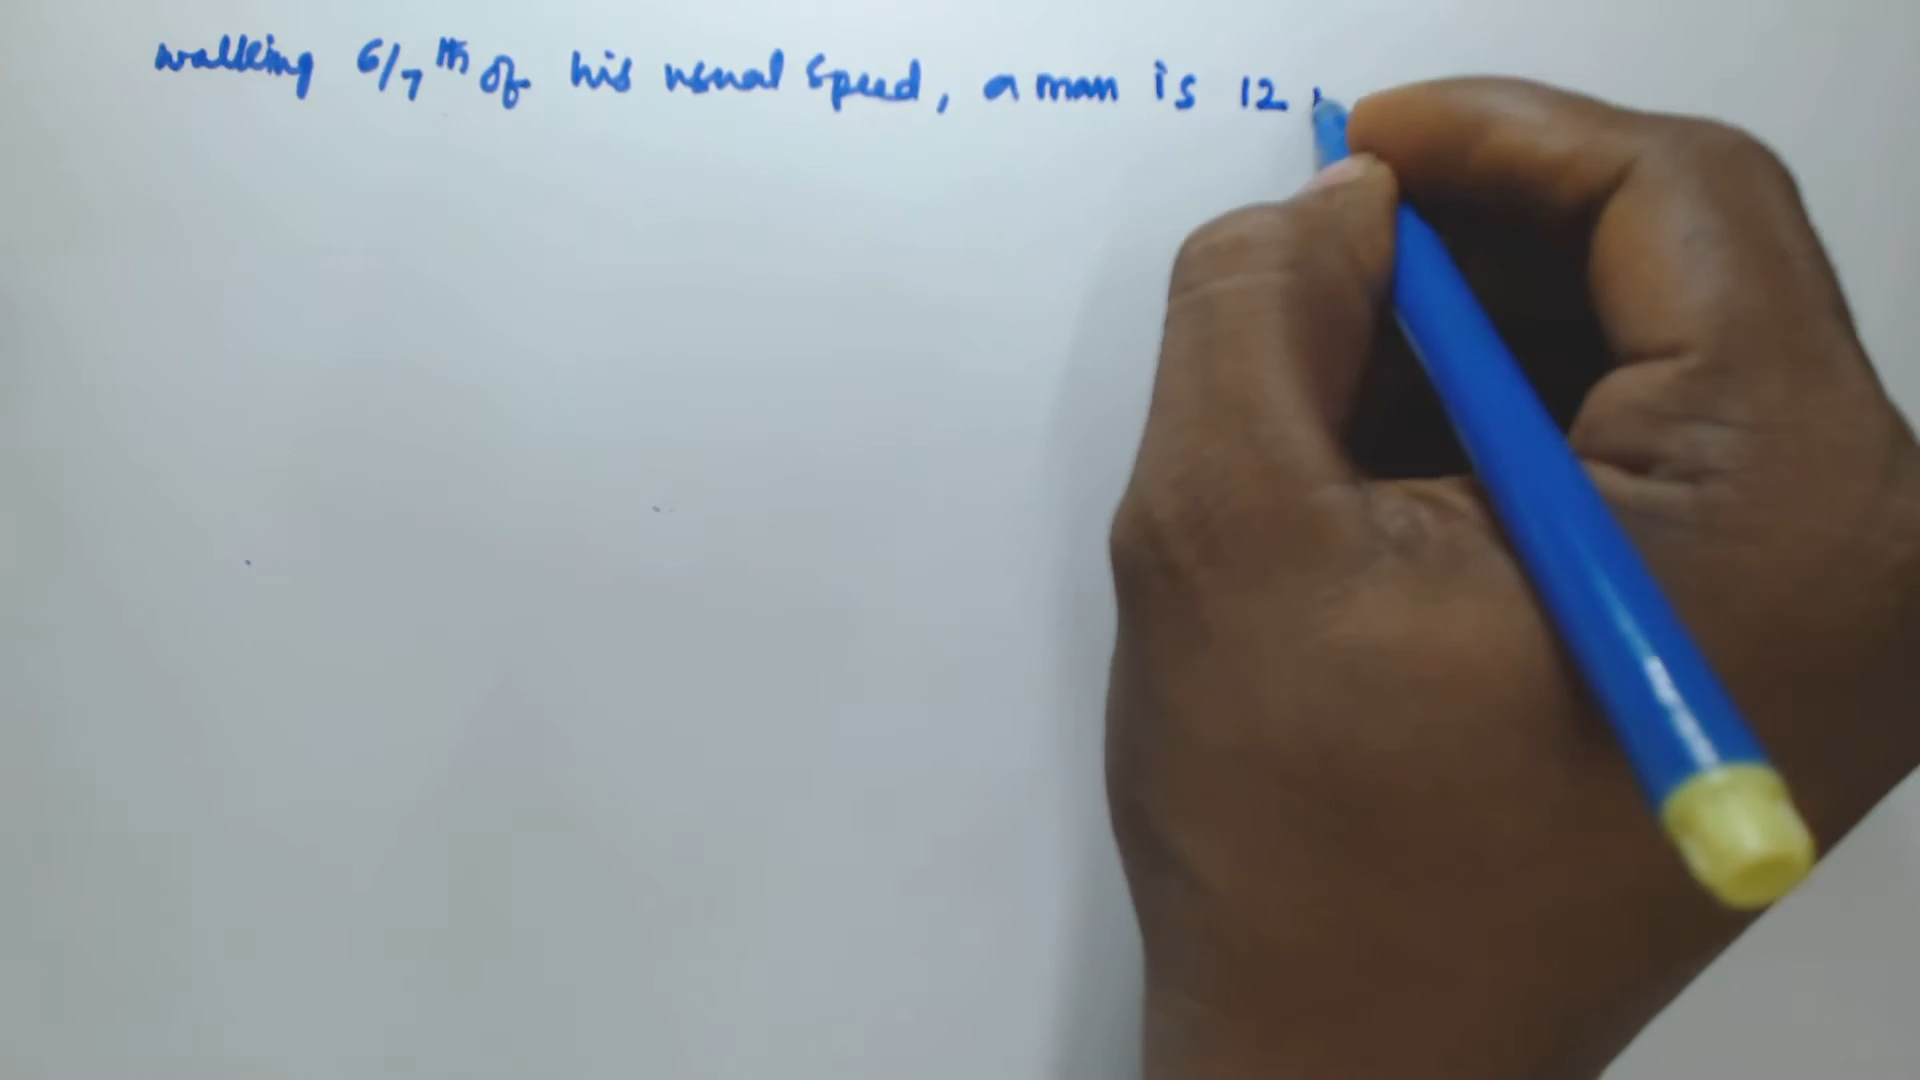 walking 6/7th of his usual speed, a man is 12